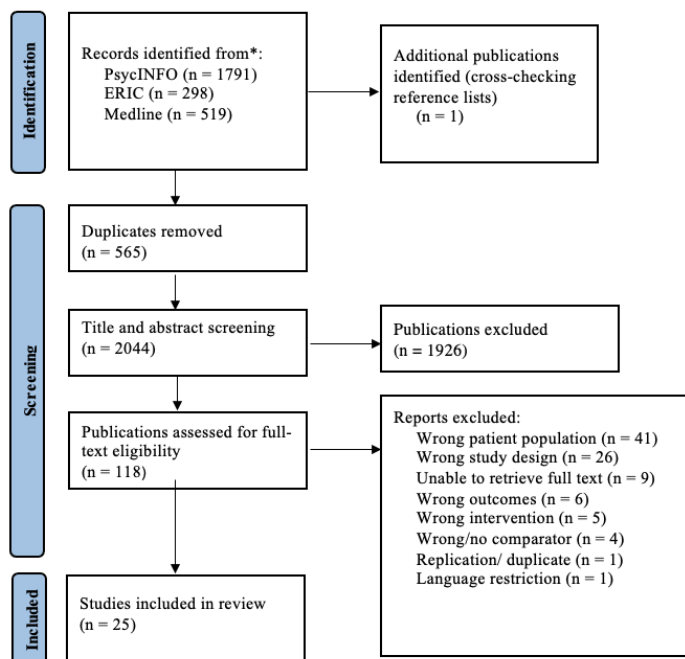 Identification
Records identified from*:
PsycINFO (n = 1791)
ERIC (n = 298)
Medline (n = 519)
Additional publications
identified (cross-checking
reference lists)
(n = 1)
Screening
Duplicates removed
(n = 565)
Title and abstract screening
(n = 2044)
Publications excluded
(n = 1926)
Publications assessed for full-
text eligibility
(n = 118)
Reports excluded:
Wrong patient population (n = 41)
Wrong study design (n = 26)
Unable to retrieve full text (n = 9)
Wrong outcomes (n = 6)
Wrong intervention (n = 5)
Wrong/no comparator (n = 4)
Replication/ duplicate (n = 1)
Language restriction (n = 1)
Included
Studies included in review
(n = 25)